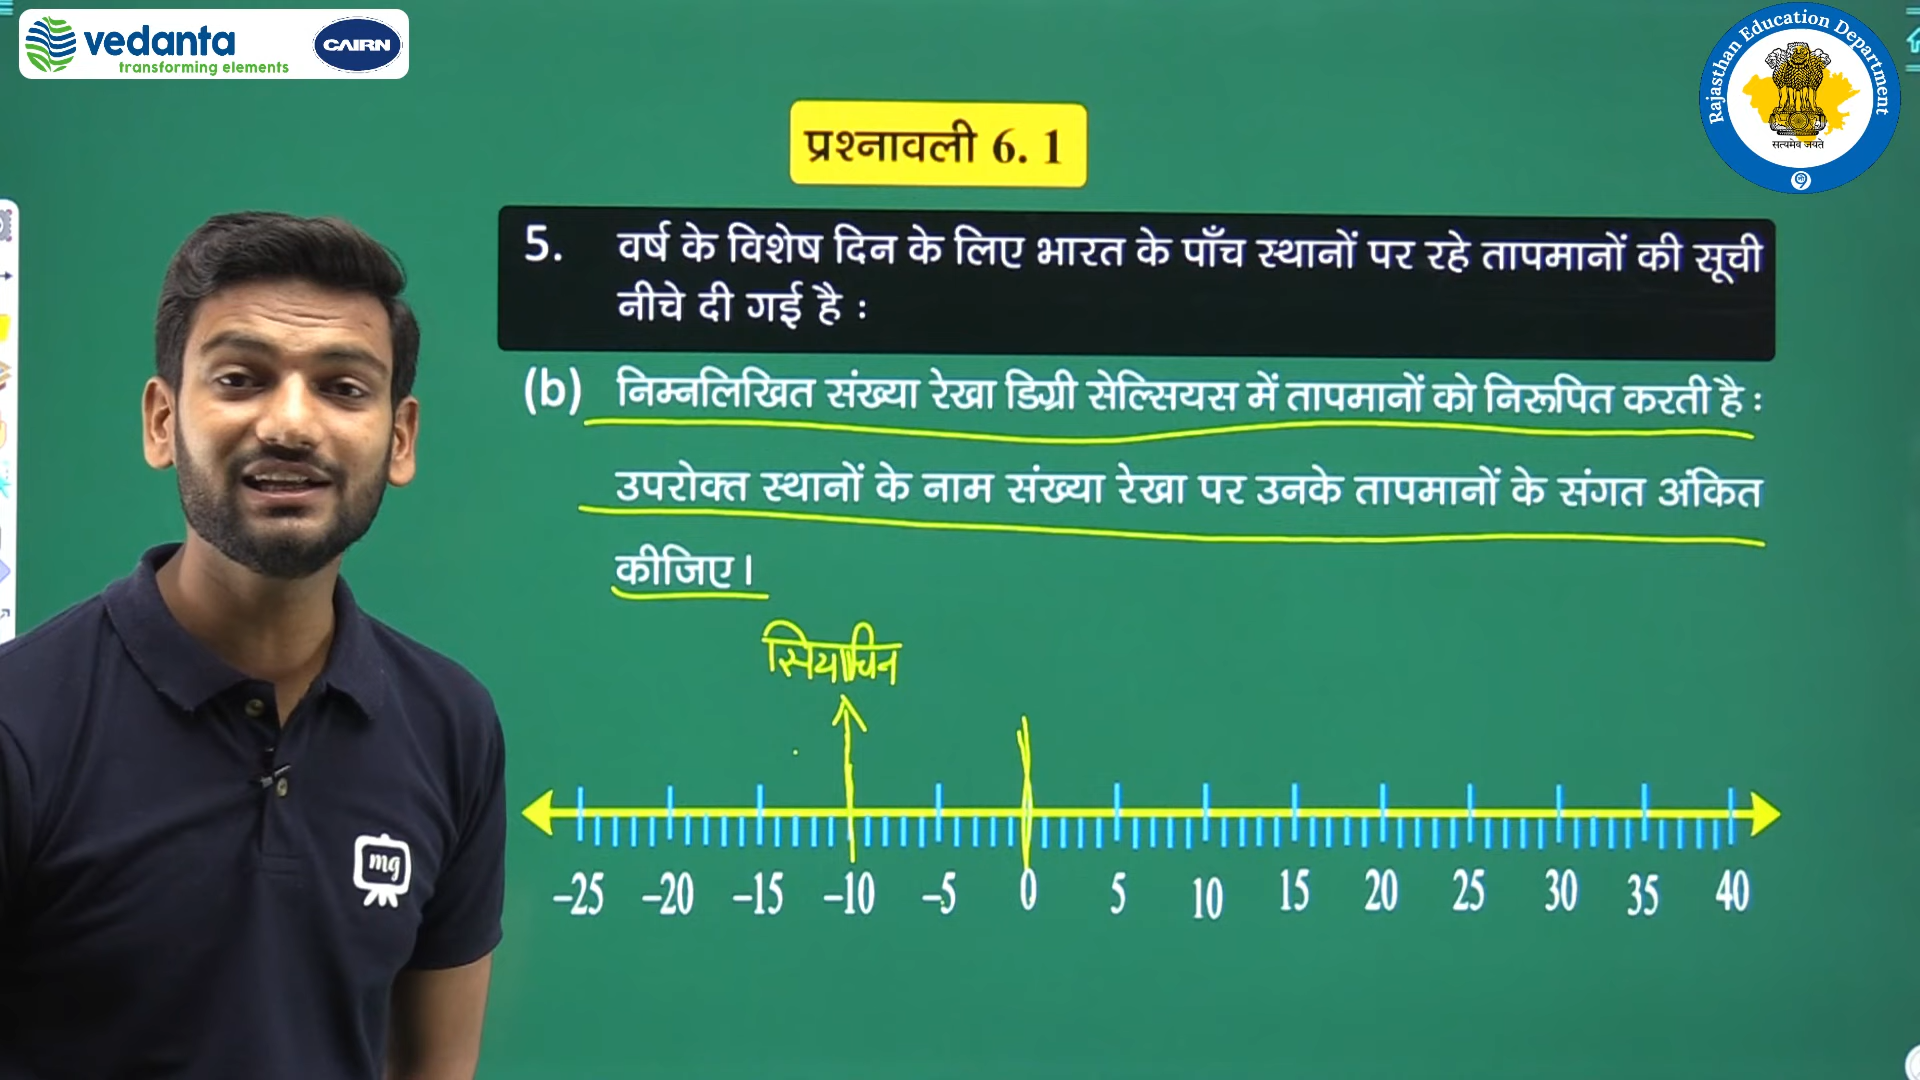 vedanta
transforming elements
CAIRN
Rajasthan Education Department
सत्यमेव जयते
प्रश्नावली 6. 1
5. वर्ष के विशेष दिन के लिए भारत के पाँच स्थानों पर रहे तापमानों की सूची
नीचे दी गई है :
(b) निम्नलिखित संख्या रेखा डिग्री सेल्सियस में तापमानों को निरूपित करती है :
उपरोक्त स्थानों के नाम संख्या रेखा पर उनके तापमानों के संगत अंकित
कीजिए।
सियाचिन
–25 –20 –15 –10 –5 0 5 10 15 20 25 30 35 40
mg